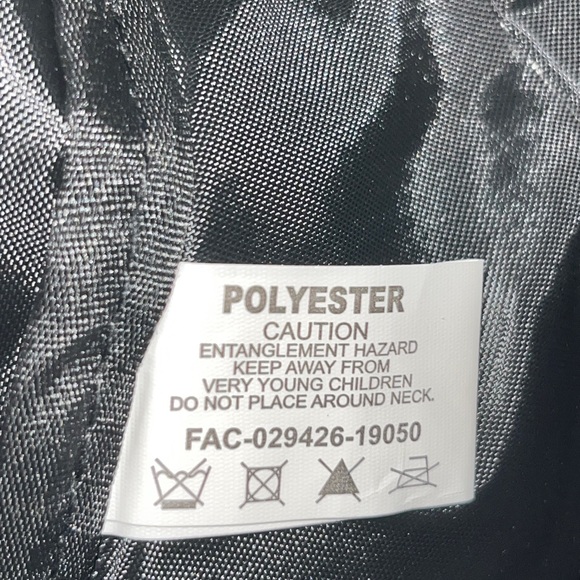 POLYESTER
CAUTION
ENTANGLEMENT HAZARD
KEEP AWAY FROM
VERY YOUNG CHILDREN
DO NOT PLACE AROUND NECK.
FAC-029426-19050